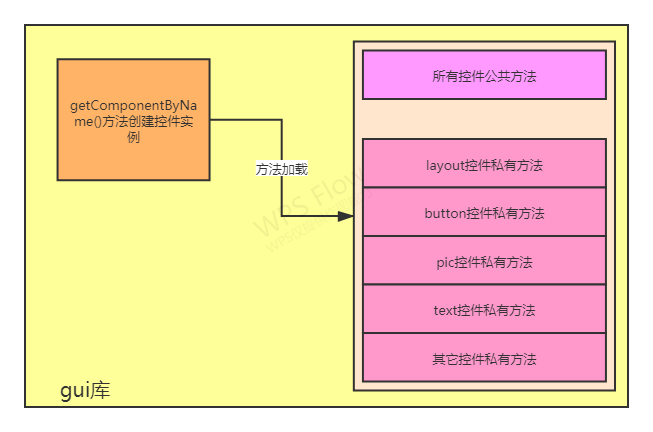 getComponentByNa
me()方法创建控件实
例
方法加载
所有控件公共方法
layout控件私有方法
button控件私有方法
pic控件私有方法
text控件私有方法
其它控件私有方法
gui库
WPS Flow